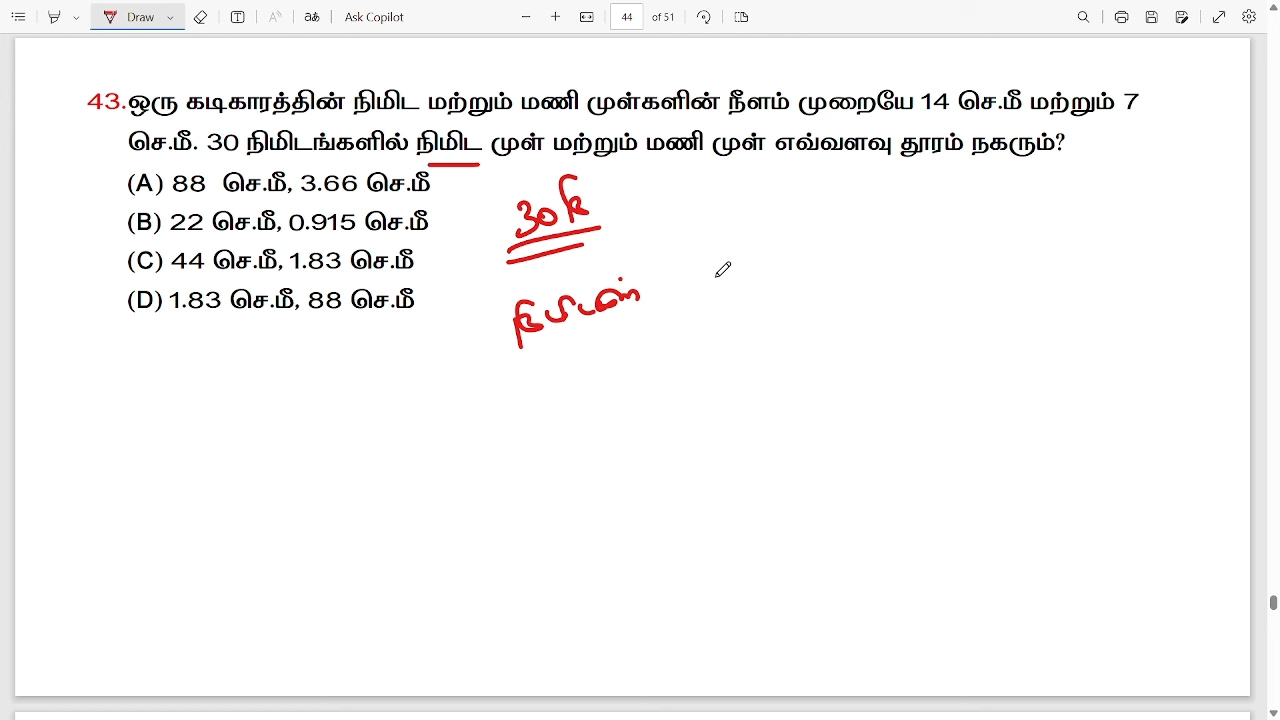 Draw
Ask Copilot
44 of 51
43. ஒரு கடிகாரத்தின் நிமிட மற்றும் மணி முள்களின் நீளம் முறையே 14 செ.மீ மற்றும் 7
செ.மீ. 30 நிமிடங்களில் நிமிட முள் மற்றும் மணி முள் எவ்வளவு தூரம் நகரும்?
(A) 88 செ.மீ, 3.66 செ.மீ
(B) 22 செ.மீ, 0.915 செ.மீ
(C) 44 செ.மீ, 1.83 செ.மீ
(D) 1.83 செ.மீ, 88 செ.மீ
30 நி